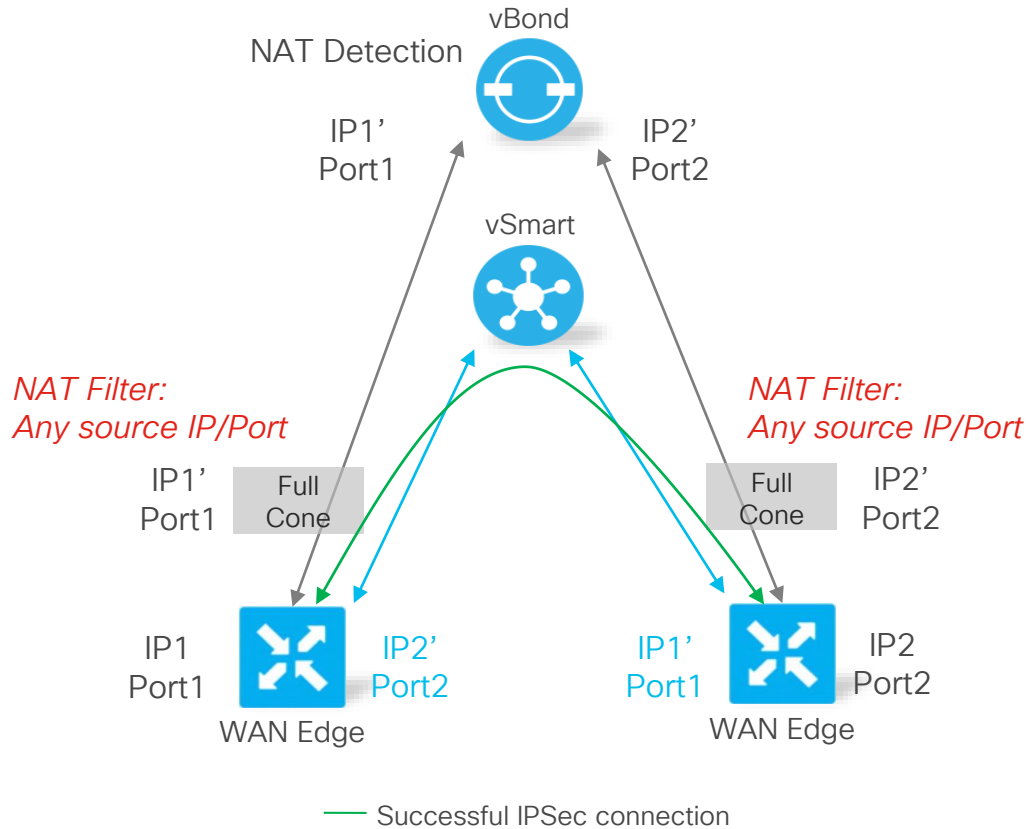 vBond
NAT Detection
IP1’
Port1
IP2’
Port2
vSmart
NAT Filter:
Any source IP/Port
NAT Filter:
Any source IP/Port
IP1’
Port1
Full
Cone
Full
Cone
IP2’
Port2
IP1
Port1
IP2’
Port2
IP1’
Port1
IP2
Port2
WAN Edge
WAN Edge
Successful IPSec connection